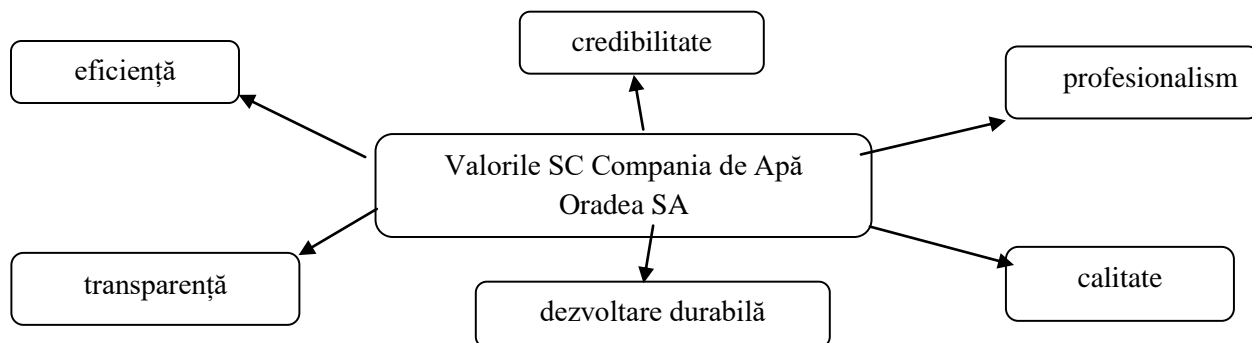 credibilitate
eficiență
profesionalism
Valorile SC Compania de Apă
Oradea SA
transparență
calitate
dezvoltare durabilă